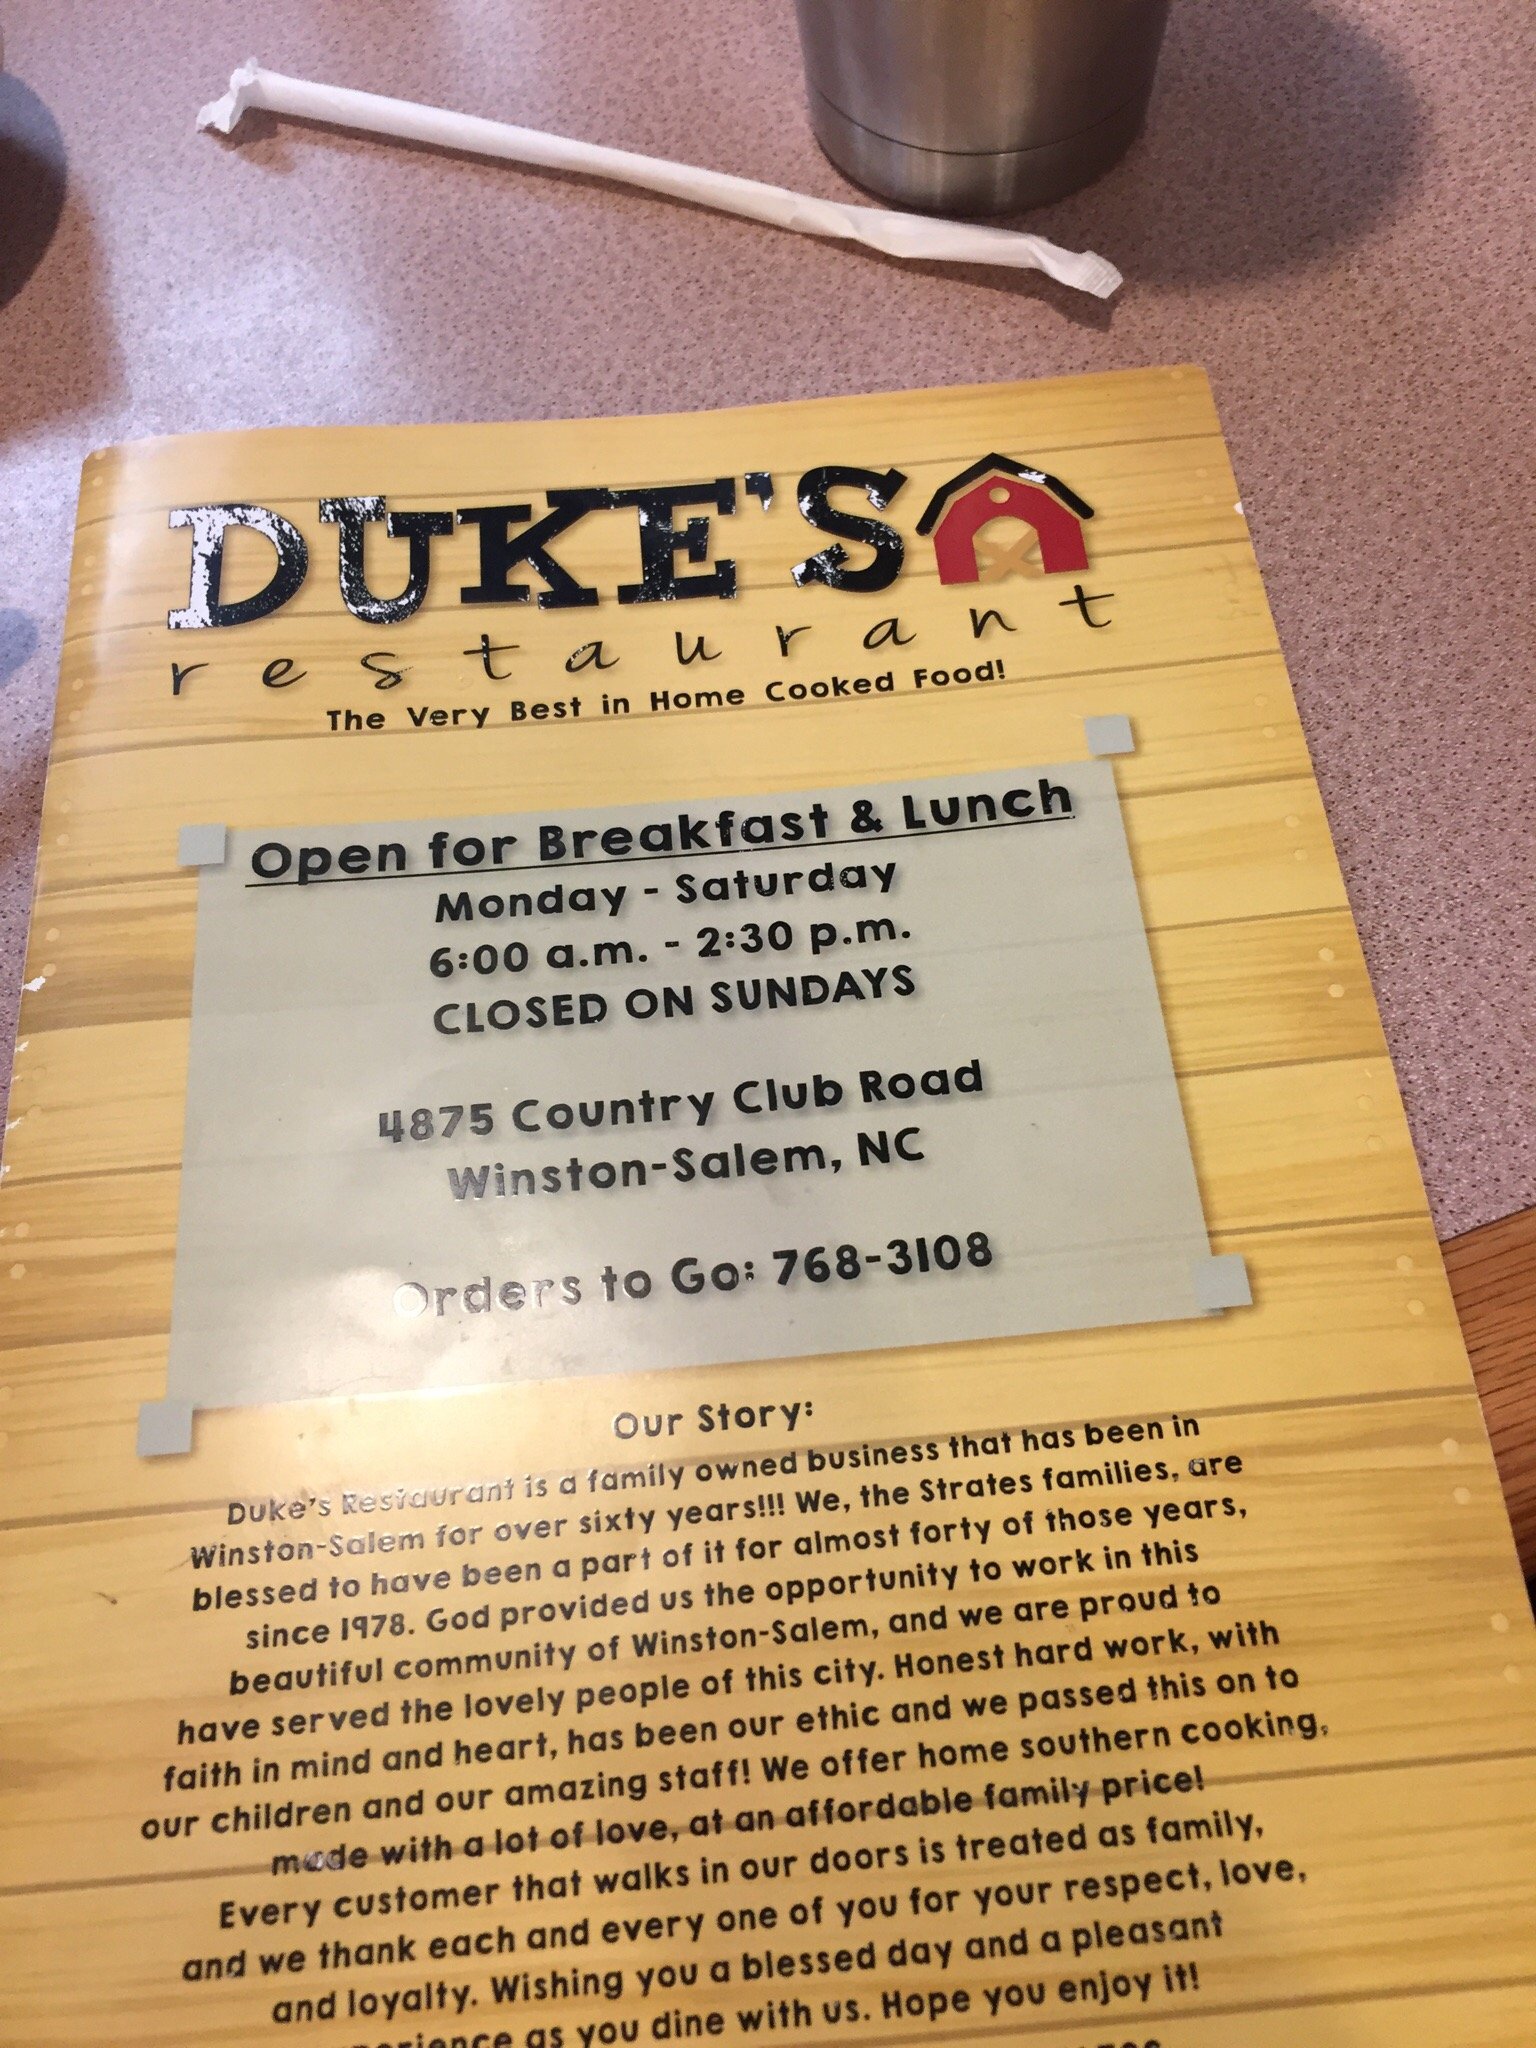 DUKE'S
restaurant
The Very Best in Home Cooked Food!
Open for Breakfast & Lunch
Monday - Saturday
6:00 a.m. - 2:30 p.m.
CLOSED ON SUNDAYS
4875 Country Club Road
Winston-Salem, NC
Orders to Go: 768-3108
Our Story:
Duke's Restaurant is a family owned business that has been in
Winston-Salem for over sixty years!!! We, the Strates families, are
blessed to have been a part of it for almost forty of those years,
since 1978. God provided us the opportunity to work in this
beautiful community of Winston-Salem, and we are proud to
have served the lovely people of this city. Honest hard work, with
faith in mind and heart, has been our ethic and we passed this on to
our children and our amazing staff! We offer home southern cooking,
made with a lot of love, at an affordable family price!
Every customer that walks in our doors is treated as family,
and we thank each and every one of you for your respect, love,
and loyalty. Wishing you a blessed day and a pleasant
as you dine with us. Hope you enjoy it!